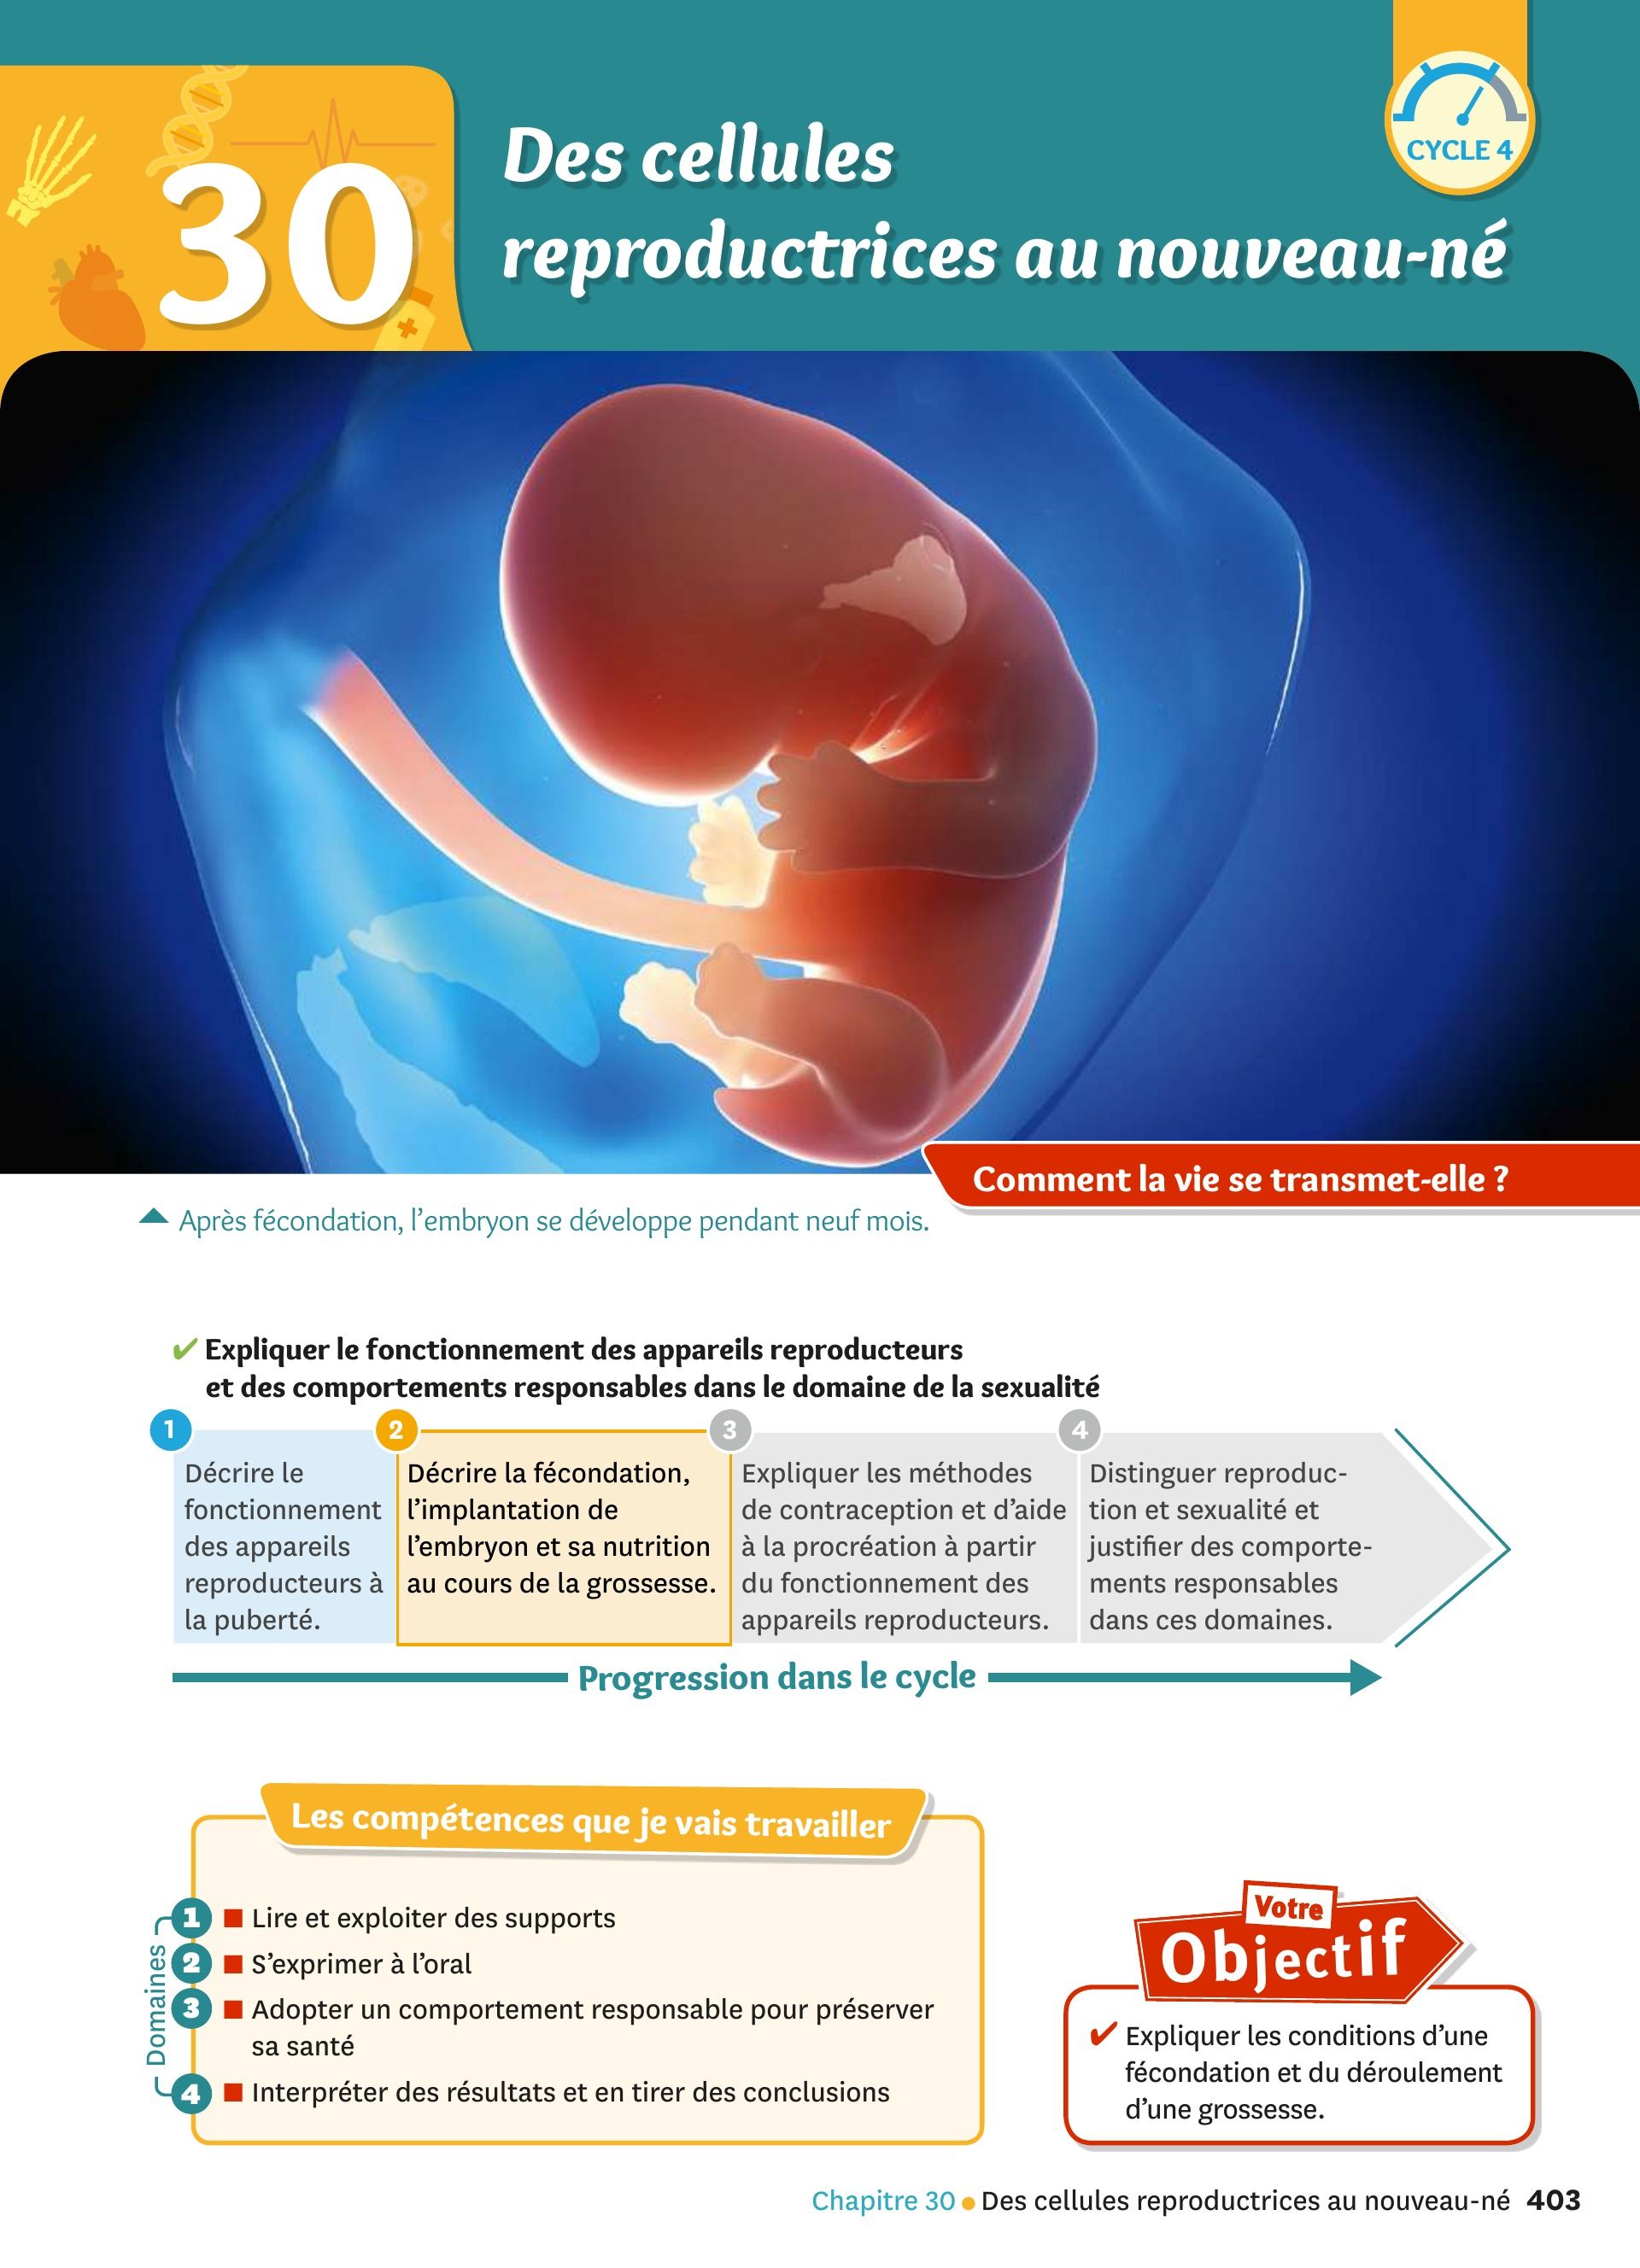 CYCLE 4
30
Des cellules
reproductrices au nouveau-né
Comment la vie se transmet-elle ?
Après fécondation, l'embryon se développe pendant neuf mois.
✔ Expliquer le fonctionnement des appareils reproducteurs
et des comportements responsables dans le domaine de la sexualité
1
Décrire le
fonctionnement
des appareils
reproducteurs à
la puberté.
2
Décrire la fécondation,
l'implantation de
l'embryon et sa nutrition
au cours de la grossesse.
3
Expliquer les méthodes
de contraception et d'aide
à la procréation à partir
du fonctionnement des
appareils reproducteurs.
4
Distinguer reproduc-
tion et sexualité et
justifier des comporte-
ments responsables
dans ces domaines.
Progression dans le cycle
Les compétences que je vais travailler
Domaines
1 ■ Lire et exploiter des supports
2 ■ S'exprimer à l'oral
3 ■ Adopter un comportement responsable pour préserver
sa santé
4 ■ Interpréter des résultats et en tirer des conclusions
Votre
Objectif
✔ Expliquer les conditions d'une
fécondation et du déroulement
d'une grossesse.
Chapitre 30 ● Des cellules reproductrices au nouveau-né 403